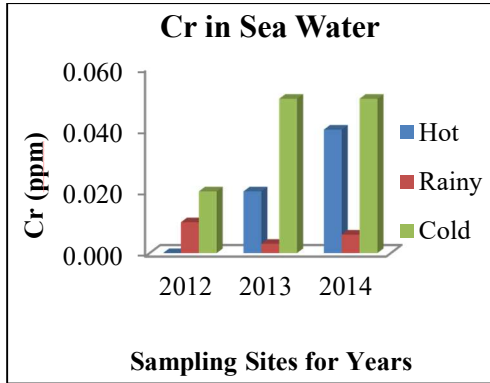 Cr in Sea Water
0.060
0.040
0.020
0.000
Cr (ppm)
2012 2013 2014
Hot
Rainy
Cold
Sampling Sites for Years